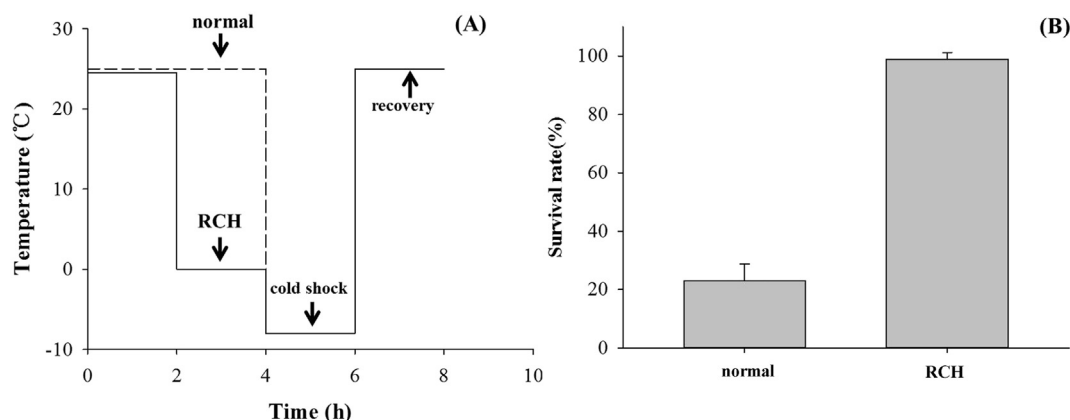 (A)
30
normal
20
recovery
Temperature (℃)
10
RCH
0
cold shock
-10
0 2 4 6 8 10
Time (h)
(B)
100
80
60
Survival rate(%)
40
20
0
normal RCH